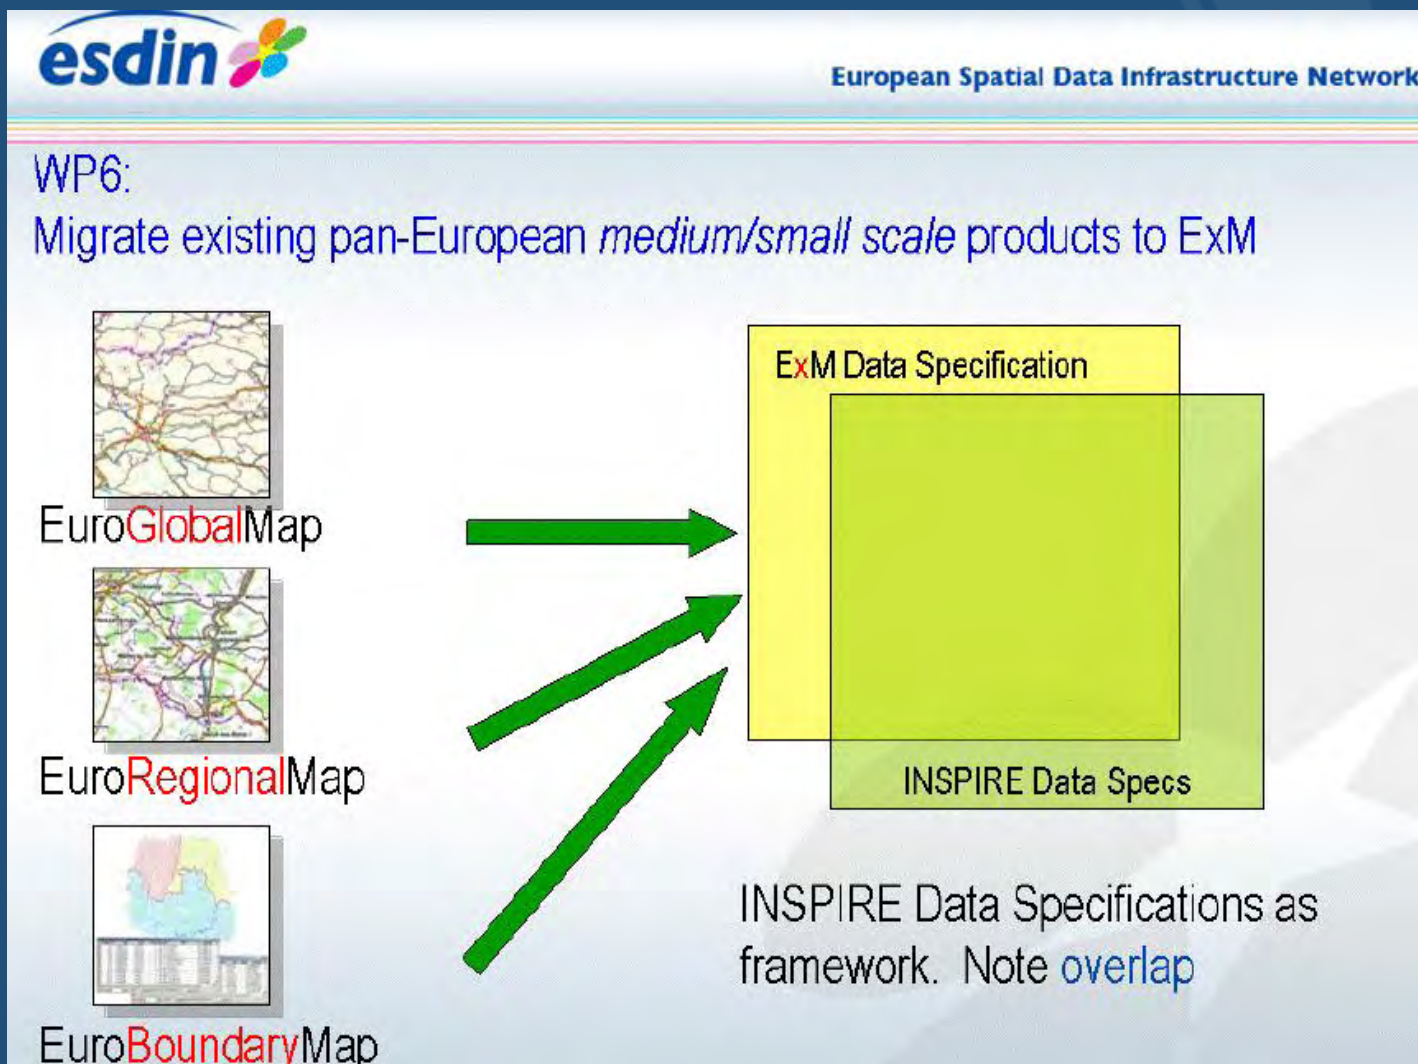 esdin
European Spatial Data Infrastructure Network
WP6:
Migrate existing pan-European medium/small scale products to ExM
EuroGlobalMap
EuroRegionalMap
EuroBoundaryMap
ExM Data Specification
INSPIRE Data Specs
INSPIRE Data Specifications as
framework. Note overlap